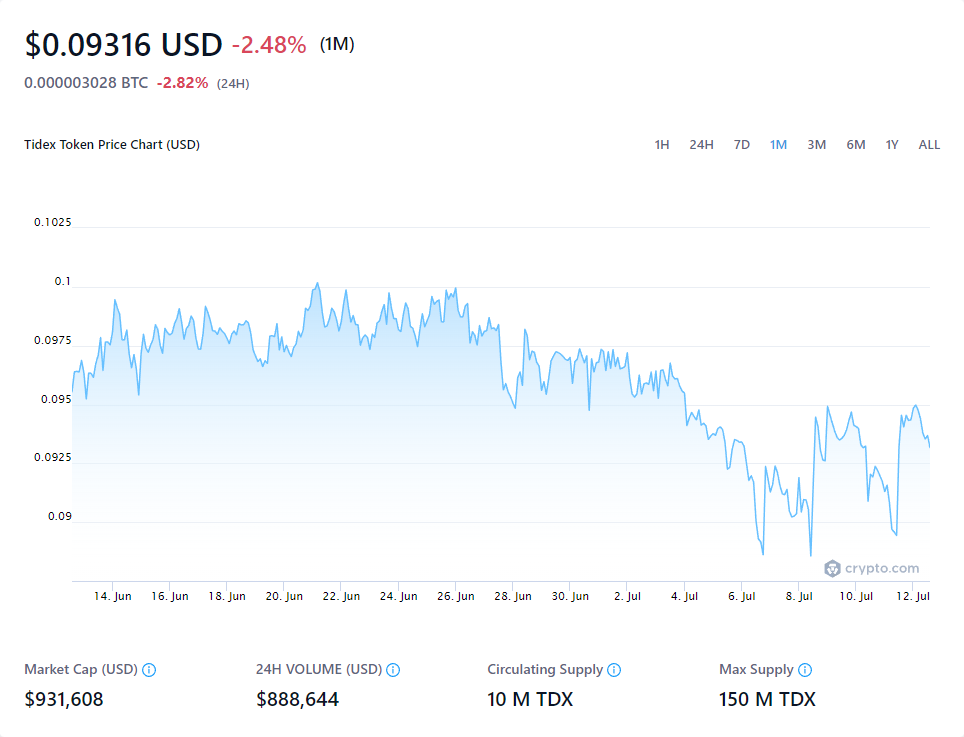 $0.09316 USD -2.48% (1M)
0.000003028 BTC -2.82% (24H)
Tidex Token Price Chart (USD) 1H 24H 7D 1M 3M 6M 1Y ALL
0.1025
0.1
0.0975
0.095
0.0925
0.09
crypto.com
14. Jun 16. Jun 18. Jun 20. Jun 22. Jun 24. Jun 26. Jun 28. Jun 30. Jun 2. Jul 4. Jul 6. Jul 8. Jul 10. Jul 12. Jul
Market Cap (USD) 24H VOLUME (USD) Circulating Supply Max Supply
$931,608 $888,644 10 M TDX 150 M TDX